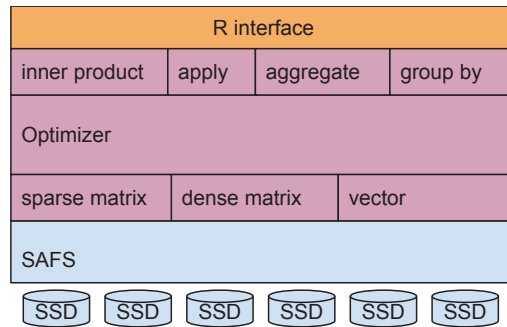 R interface
inner product apply aggregate group by
Optimizer
sparse matrix dense matrix vector
SAFS
SSD SSD SSD SSD SSD SSD